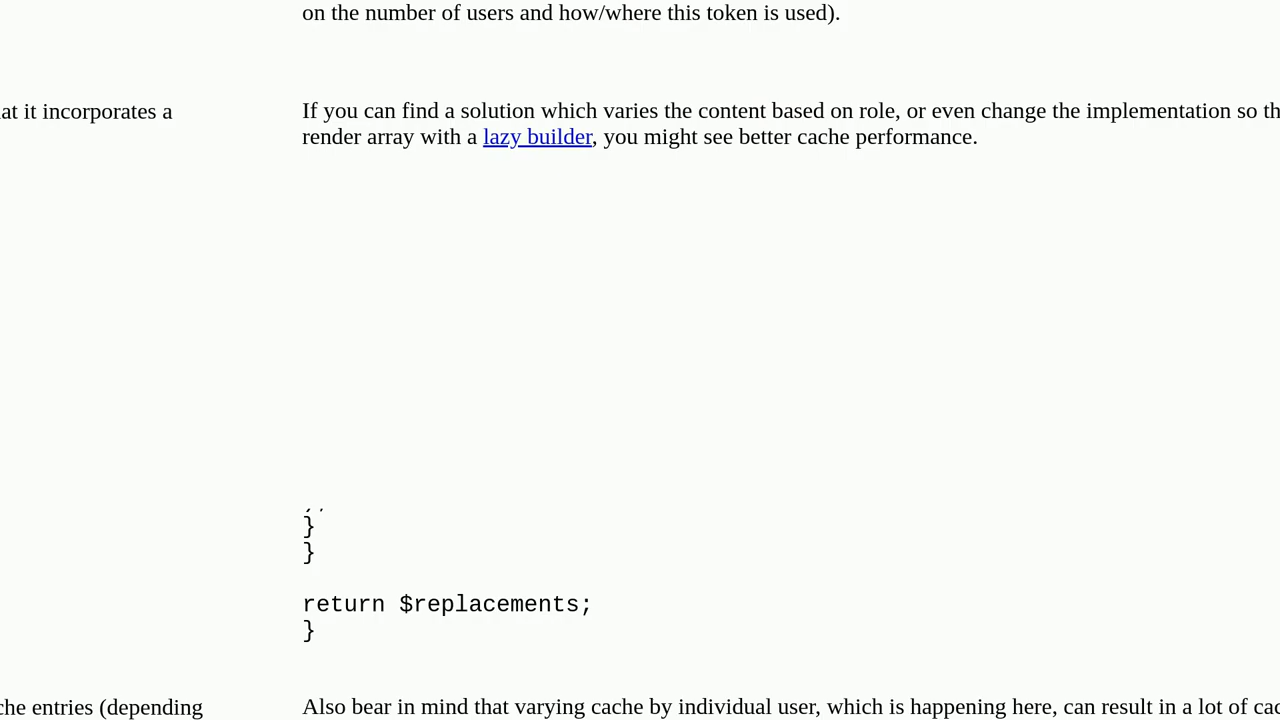 on the number of users and how/where this token is used).
at it incorporates a
If you can find a solution which varies the content based on role, or even change the implementation so th
render array with a lazy builder, you might see better cache performance.
}
}
return $replacements;
}
che entries (depending
Also bear in mind that varying cache by individual user, which is happening here, can result in a lot of cac